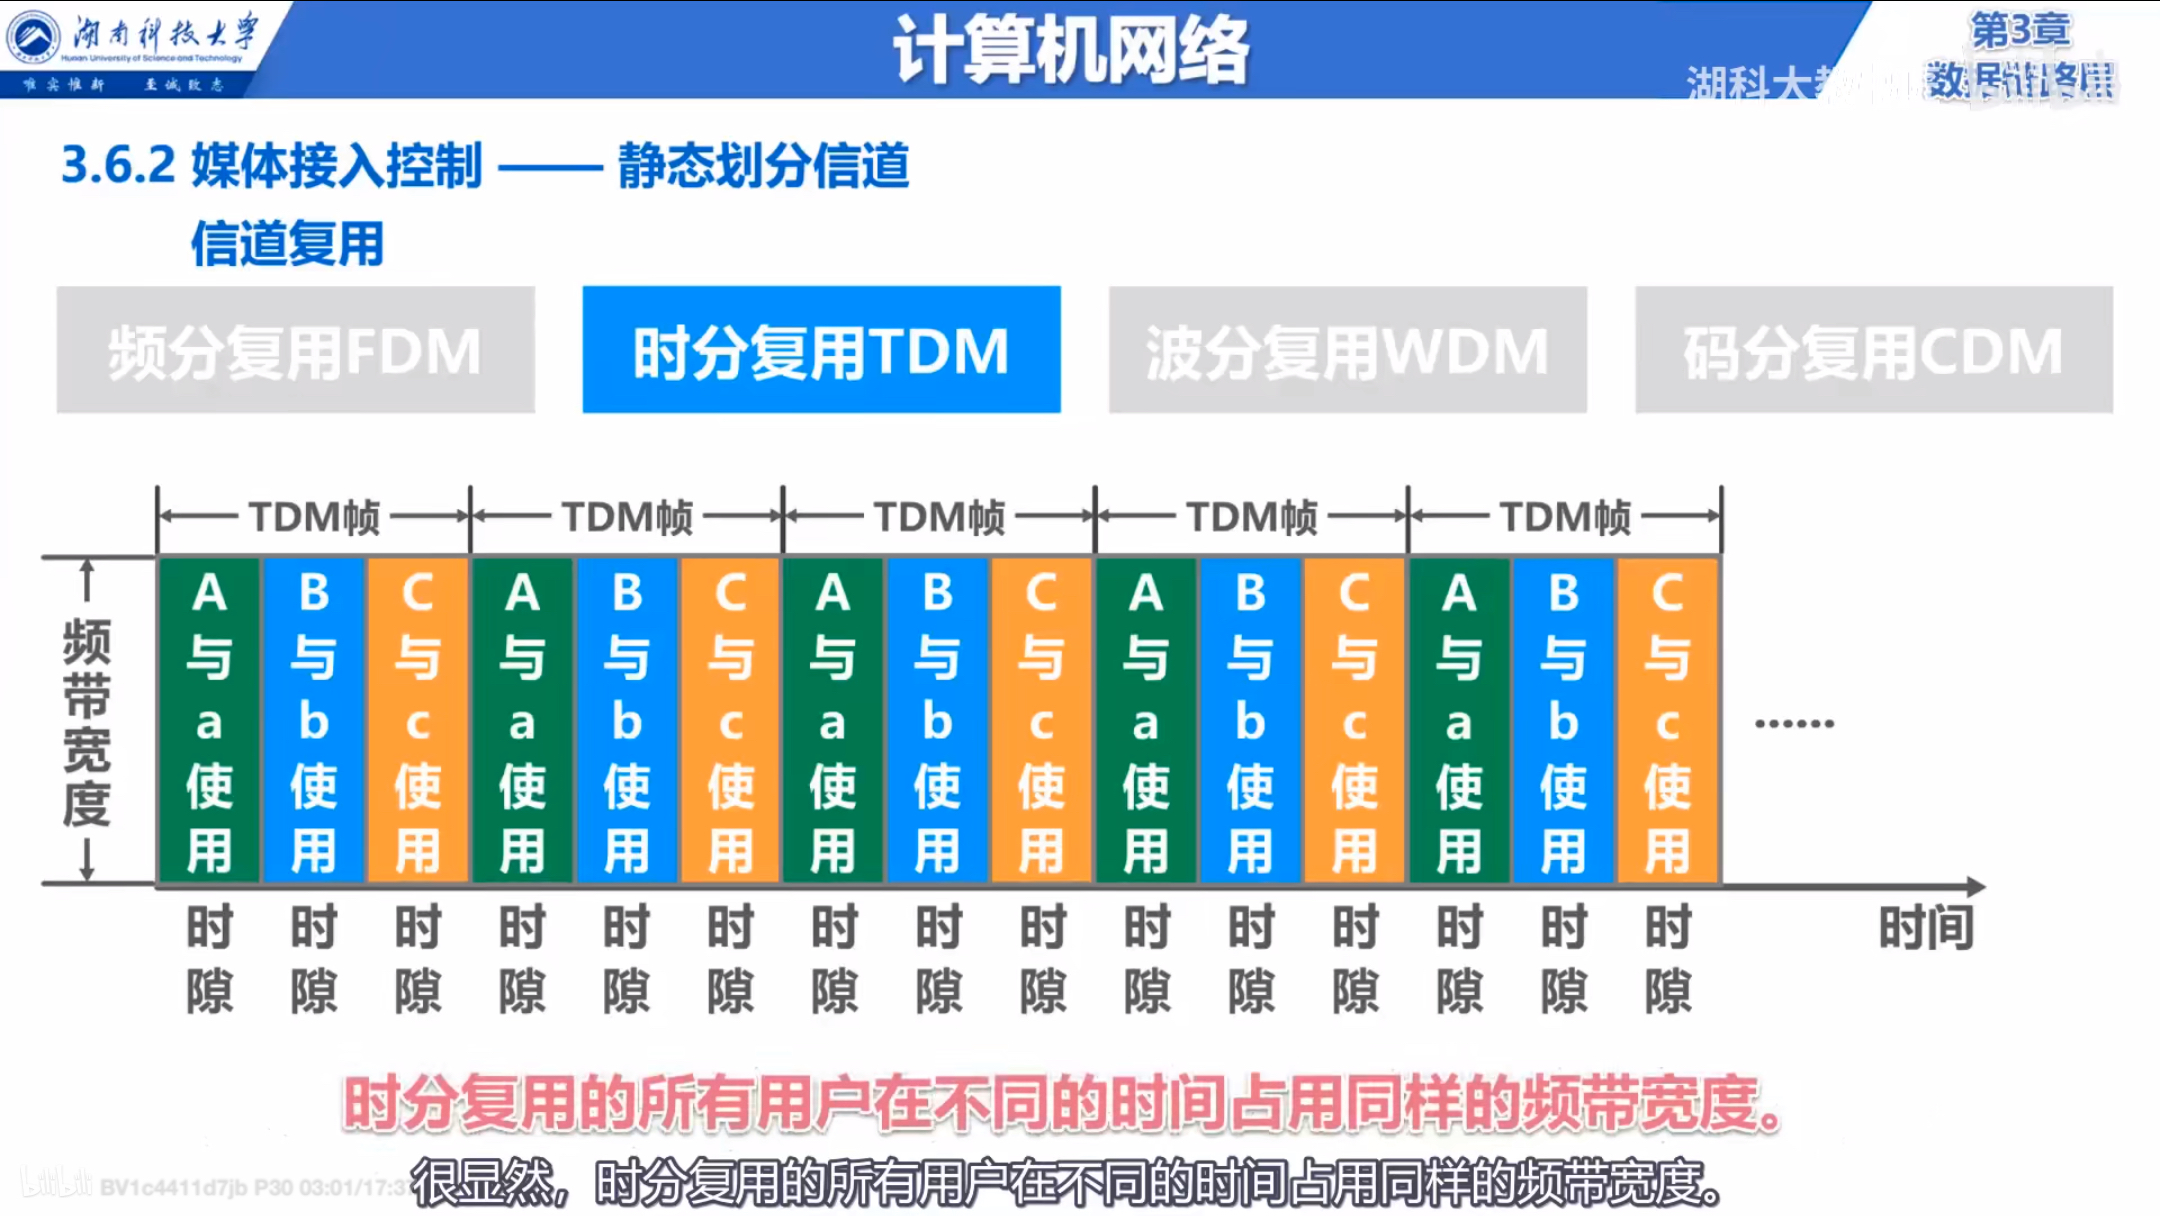 湖南科技大学
Hunan University of Science and Technology
唯实惟新 至诚致志
计算机网络
第3章
数据链路层
湖科大教
3.6.2 媒体接入控制 —— 静态划分信道
信道复用
频分复用FDM 时分复用TDM 波分复用WDM 码分复用CDM
TDM帧 TDM帧 TDM帧 TDM帧 TDM帧
频带宽度
A与a使用 B与b使用 C与c使用 A与a使用 B与b使用 C与c使用 A与a使用 B与b使用 C与c使用 A与a使用 B与b使用 C与c使用 A与a使用 B与b使用 C与c使用 ……
时隙 时隙 时隙 时隙 时隙 时隙 时隙 时隙 时隙 时隙 时隙 时隙 时隙 时隙 时隙 时间
时分复用的所有用户在不同的时间占用同样的频带宽度。
很显然，时分复用的所有用户在不同的时间占用同样的频带宽度。
bilibili BV1c4411d7jb P30 03:01/17:3